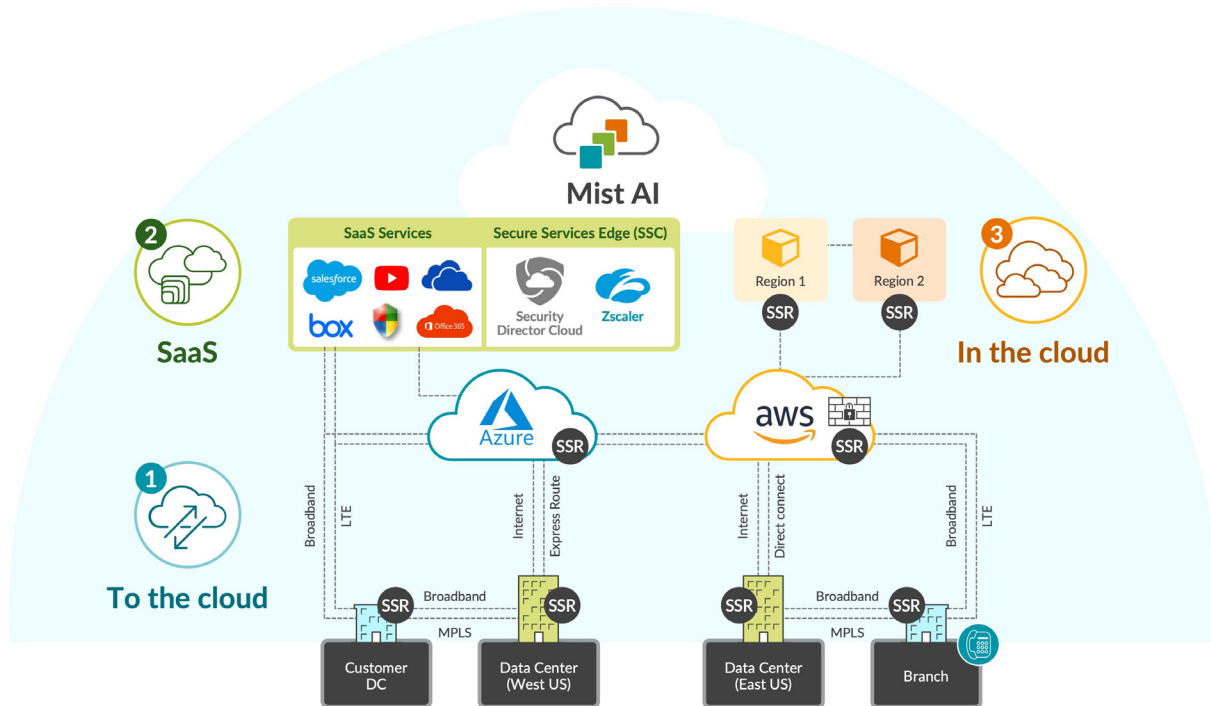 Mist AI
2
SaaS
SaaS Services
salesforce
box
Office 365
Secure Services Edge (SSC)
Security
Director Cloud
Zscaler
Region 1
Region 2
SSR
SSR
3
In the cloud
Azure
SSR
aws
SSR
1
To the cloud
Broadband
LTE
Internet
Express Route
Internet
Direct connect
Broadband
LTE
SSR
Broadband
MPLS
SSR
SSR
Broadband
MPLS
SSR
Customer
DC
Data Center
(West US)
Data Center
(East US)
Branch